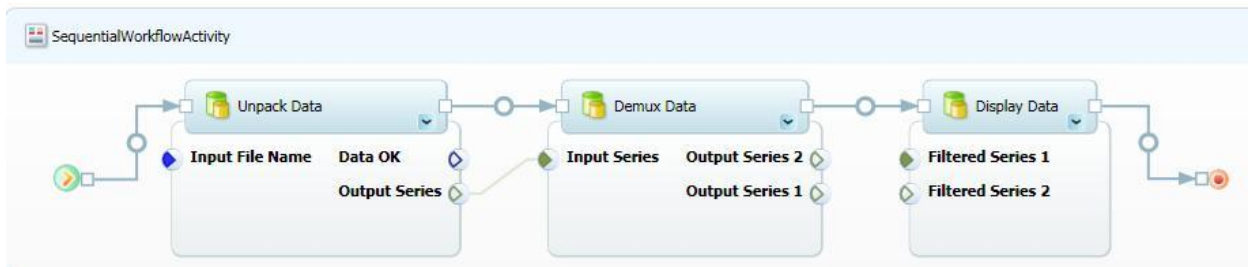 SequentialWorkflowActivity
Unpack Data
Demux Data
Display Data
Input File Name
Data OK
Output Series
Input Series
Output Series 2
Output Series 1
Filtered Series 1
Filtered Series 2